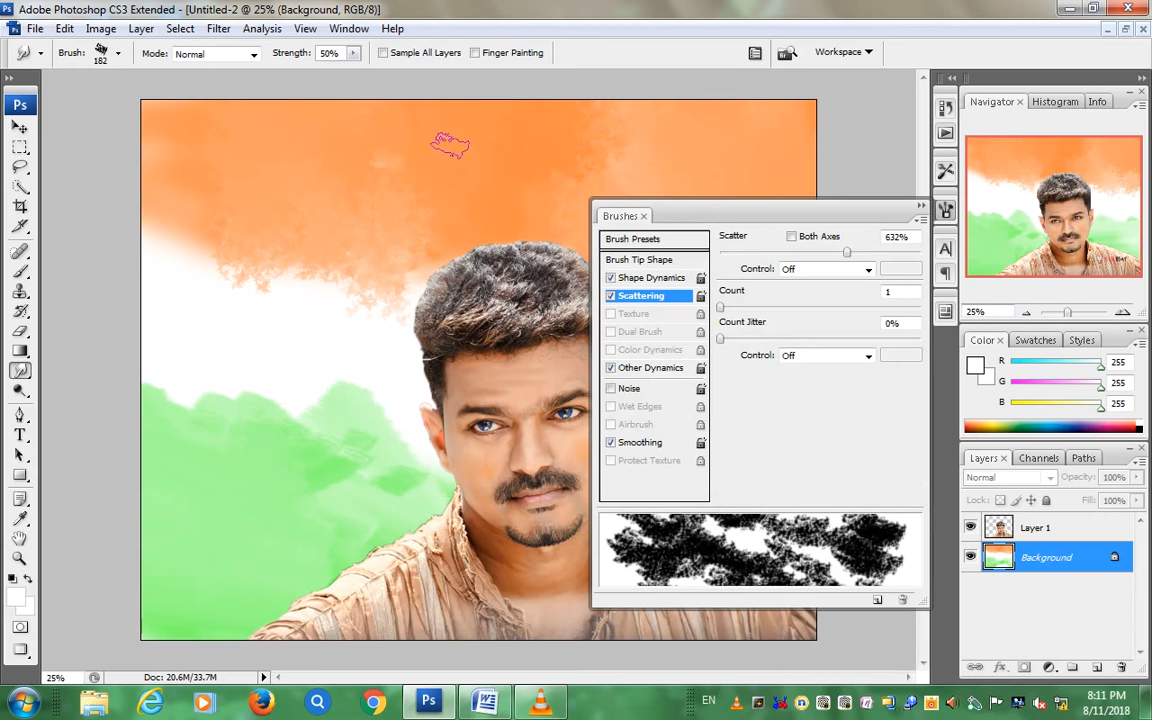 Adobe Photoshop CS3 Extended - [Untitled-2 @ 25% (Background, RGB/8)]
File Edit Image Layer Select Filter Analysis View Window Help
Brush: 182 Mode: Normal Strength: 50% Sample All Layers Finger Painting Workspace
Ps
Navigator × Histogram Info
Brushes ×
Brush Presets
Brush Tip Shape
Shape Dynamics
Scattering
Texture
Dual Brush
Color Dynamics
Other Dynamics
Noise
Wet Edges
Airbrush
Smoothing
Protect Texture
Scatter Both Axes 632%
Control: Off
Count 1
Count Jitter 0%
Control: Off
25%
Color × Swatches Styles
R 255
G 255
B 255
Layers × Channels Paths
Normal Opacity: 100%
Lock: Fill: 100%
Layer 1
Background
25% Doc: 20.6M/33.7M
EN
8:11 PM
8/11/2018